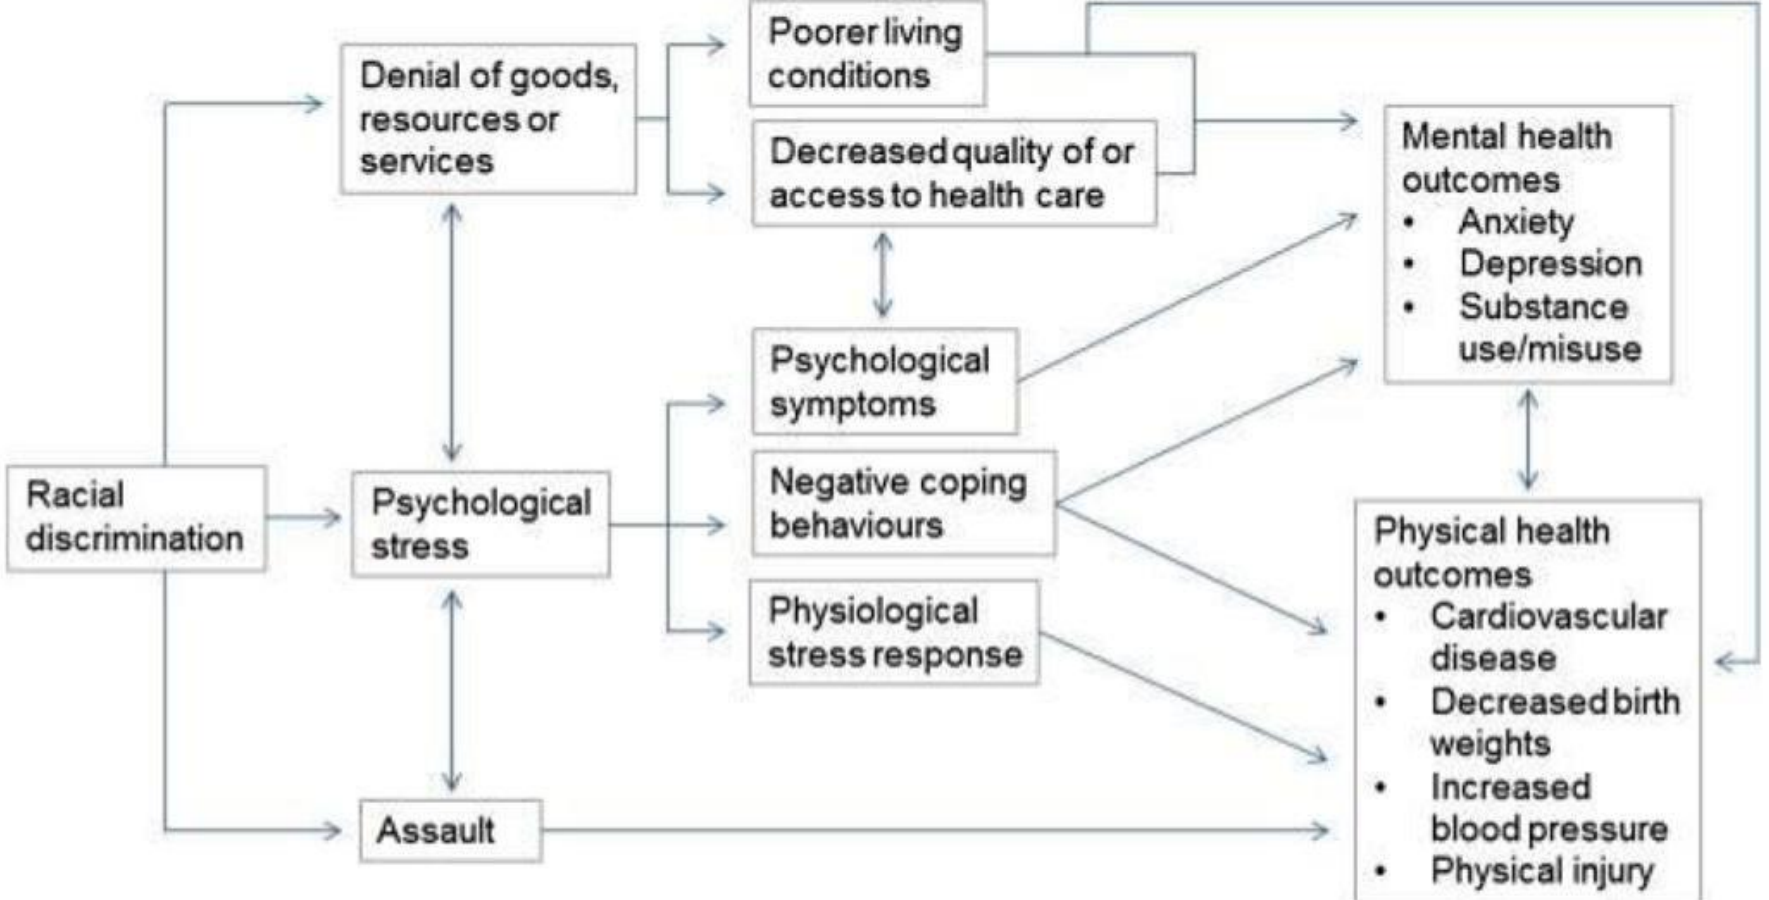 Poorer living
conditions
Denial of goods,
resources or
services
Decreased quality of or
access to health care
Mental health
outcomes
• Anxiety
• Depression
• Substance
use/misuse
Psychological
symptoms
Racial
discrimination
Psychological
stress
Negative coping
behaviours
Physiological
stress response
Physical health
outcomes
• Cardiovascular
disease
• Decreased birth
weights
• Increased
blood pressure
• Physical injury
Assault